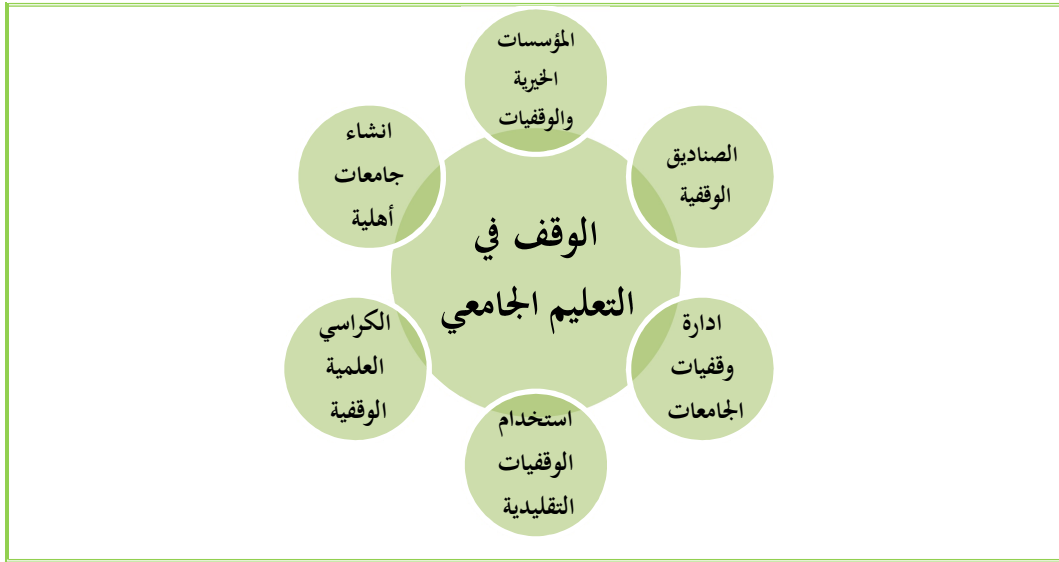 المؤسسات
الخيرية
والوقفيات
الصناديق
الوقفية
ادارة
وقفيات
الجامعات
استخدام
الوقفيات
التقليدية
الكراسي
العلمية
الوقفية
انشاء
جامعات
أهلية
الوقف في
التعليم الجامعي